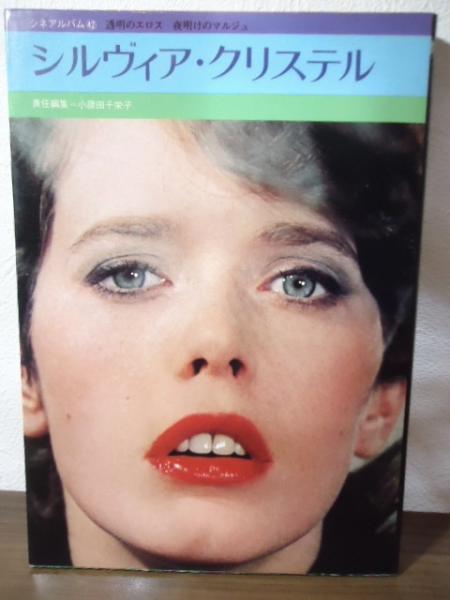 シネアルバム 42 透明のエロス 夜明けのマルジュ
シルヴィア・クリステル
責任編集＝小藤田千栄子